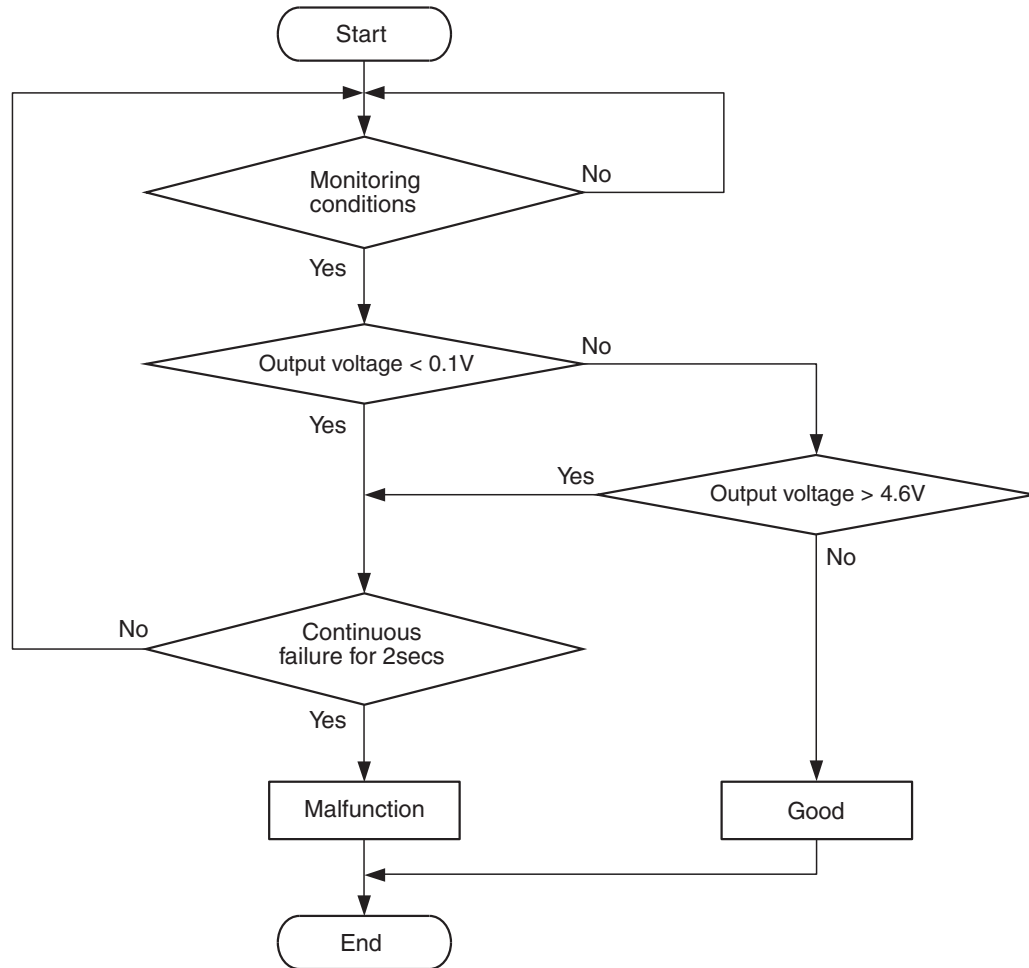 Start
Monitoring
conditions
No
Yes
Output voltage < 0.1V
No
Yes
Yes
Output voltage > 4.6V
No
No
Continuous
failure for 2secs
Yes
Malfunction
Good
End